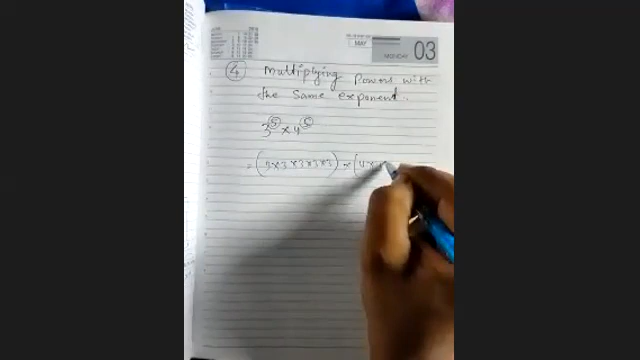 MAY
MONDAY 03
④ Multiplying Powers with
the Same exponent.
3⁵ × 4⁵
= (3×3×3×3×3) × (4×